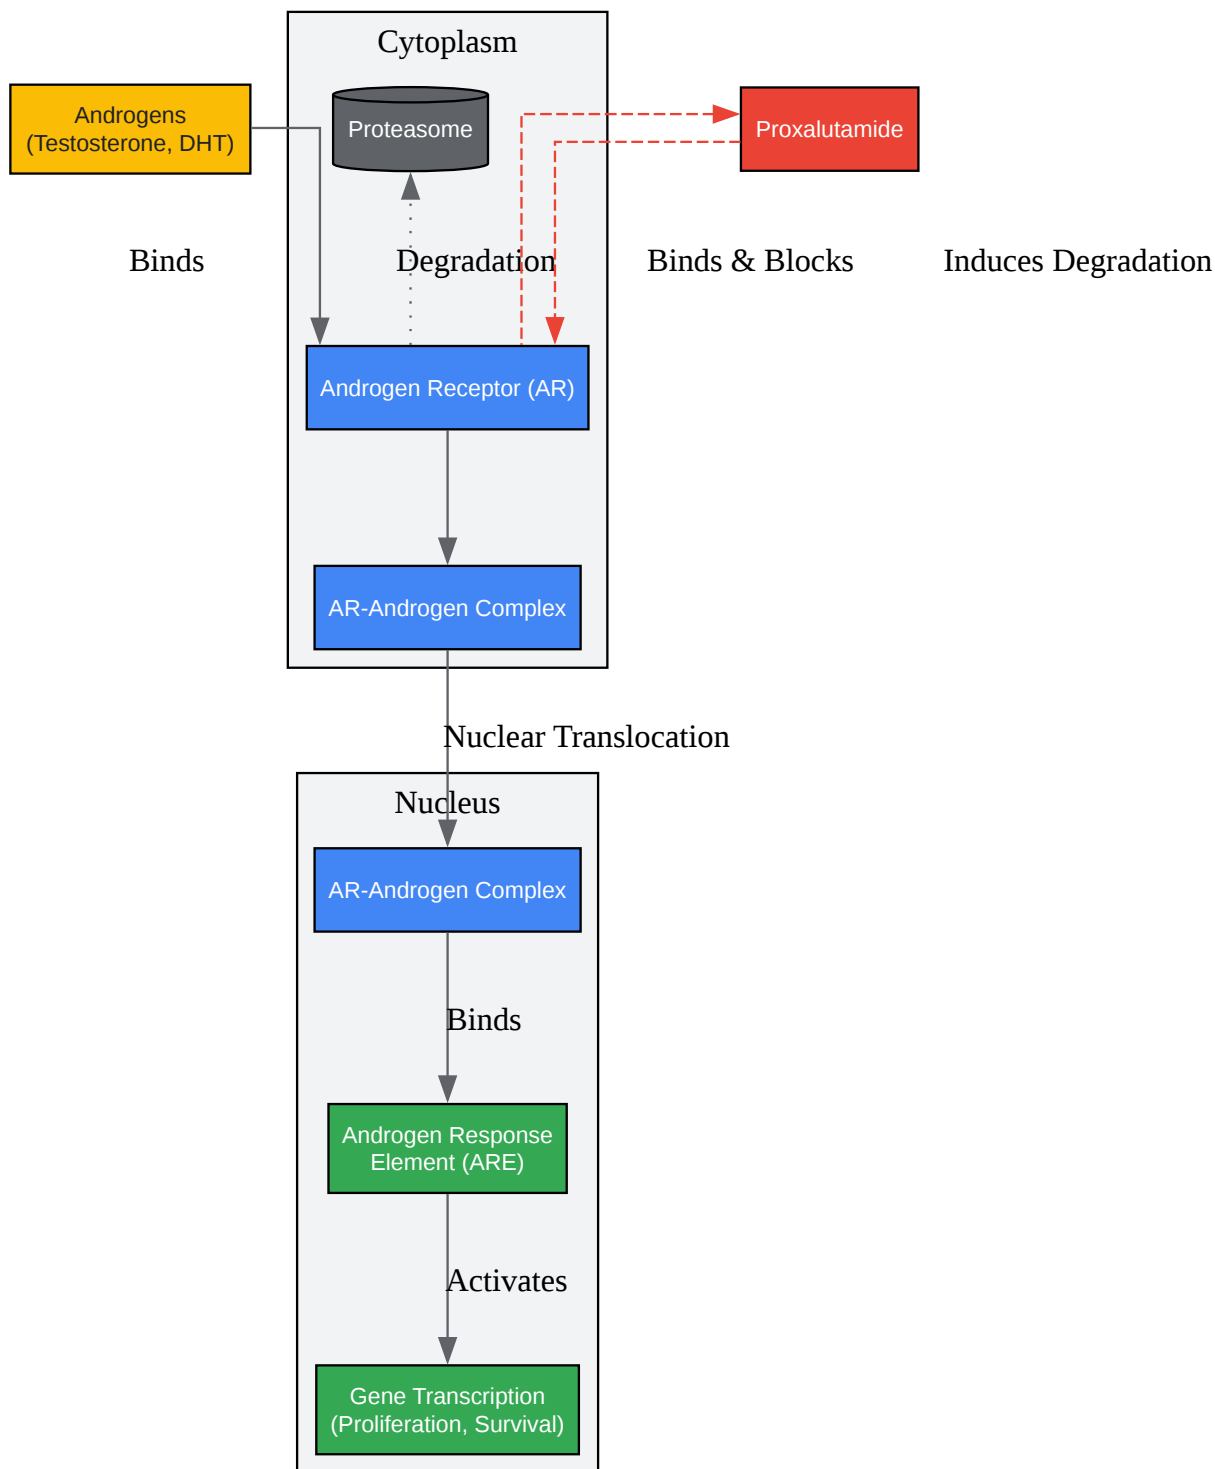 Cytoplasm
Androgens
(Testosterone, DHT)
Proteasome
Proxalutamide
Binds
Degradation
Binds & Blocks
Induces Degradation
Androgen Receptor (AR)
AR-Androgen Complex
Nuclear Translocation
Nucleus
AR-Androgen Complex
Binds
Androgen Response
Element (ARE)
Activates
Gene Transcription
(Proliferation, Survival)